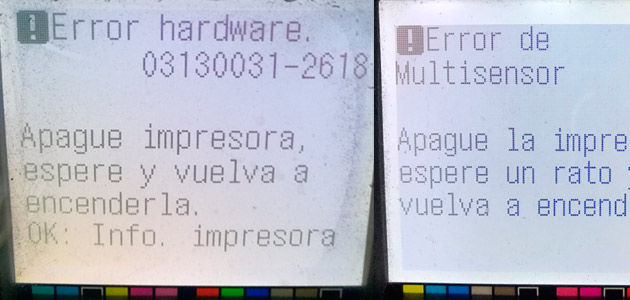 Error hardware.
03130031-2618
Apague impresora,
espere y vuelva a
encenderla.
OK: Info. impresora
Error de
Multisensor
Apague la impre
espere un rato
vuelva a encend